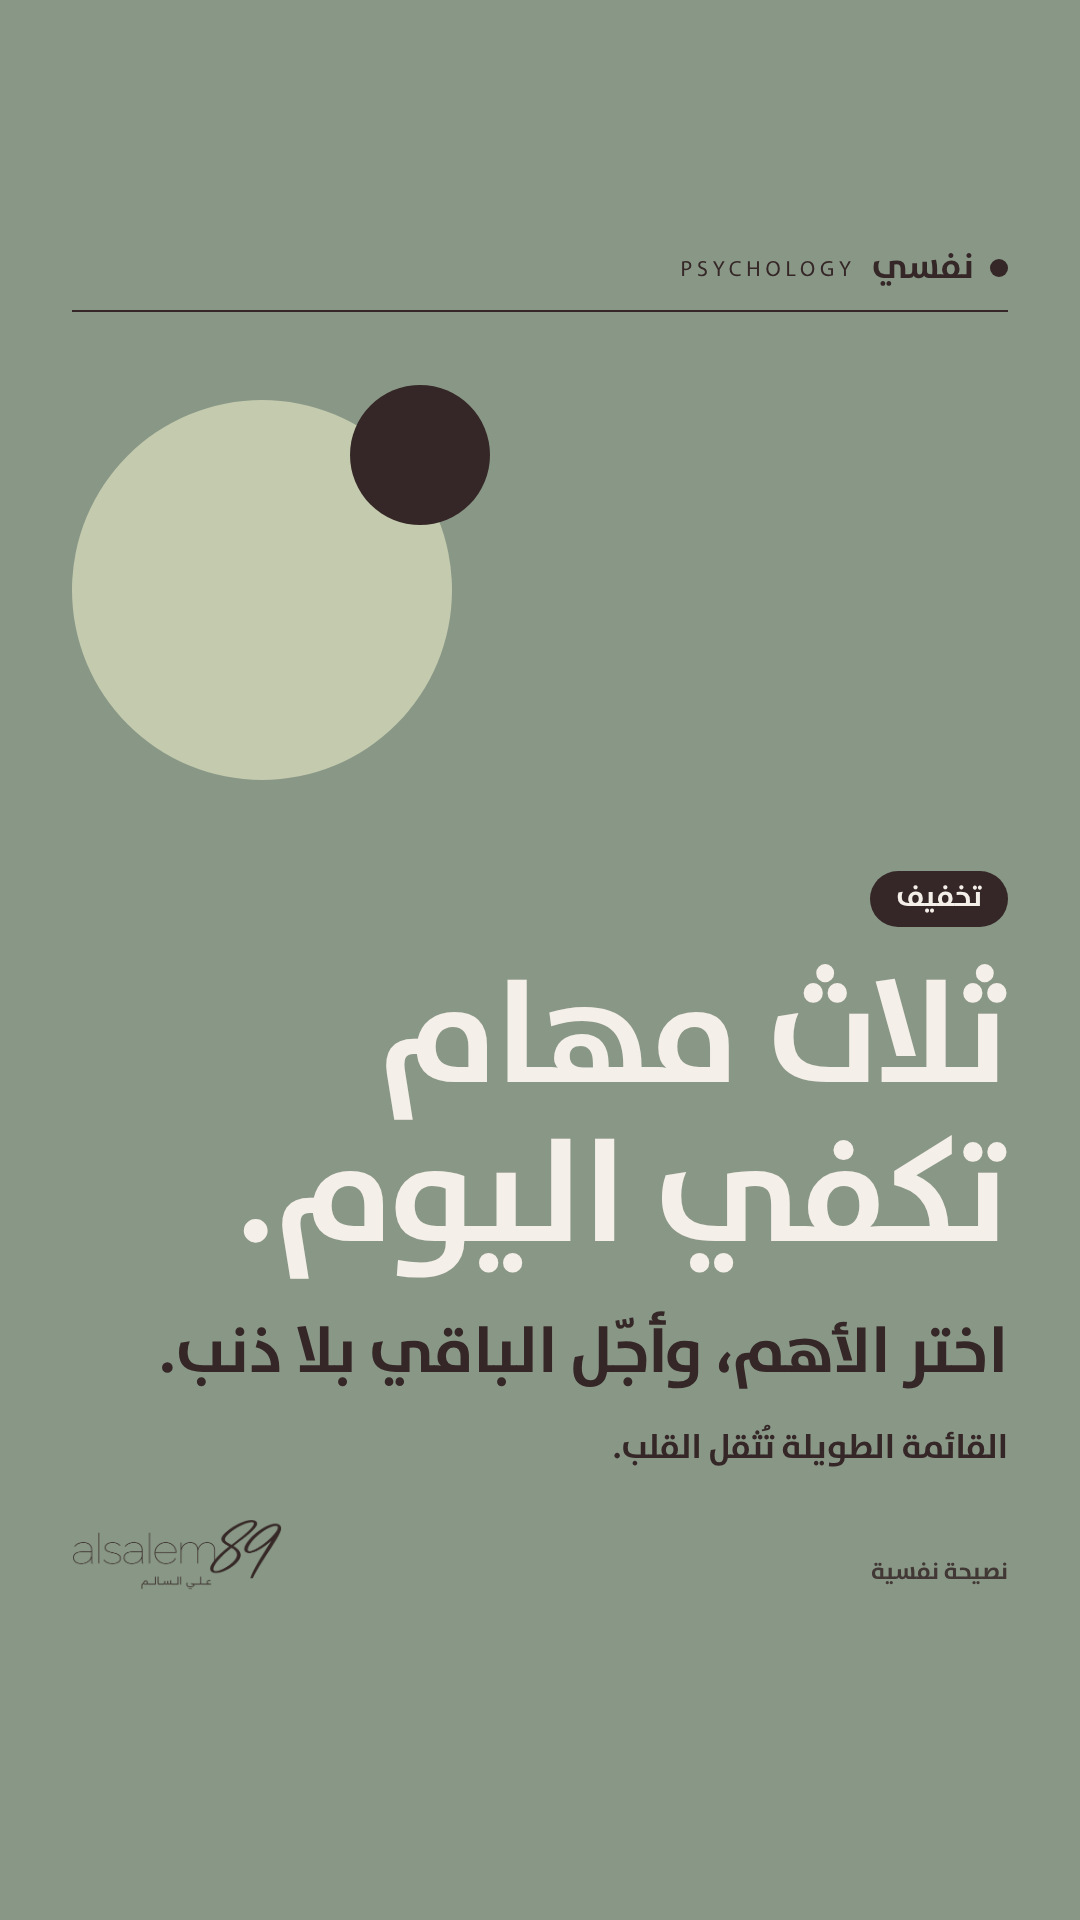 نفسي PSYCHOLOGY
تخفيف
ثلاث مهام
تكفي اليوم.
اختر الأهم، وأجّل الباقي بلا ذنب.
القائمة الطويلة تُثقل القلب.
نصيحة نفسية
alsalem89
علي السالم